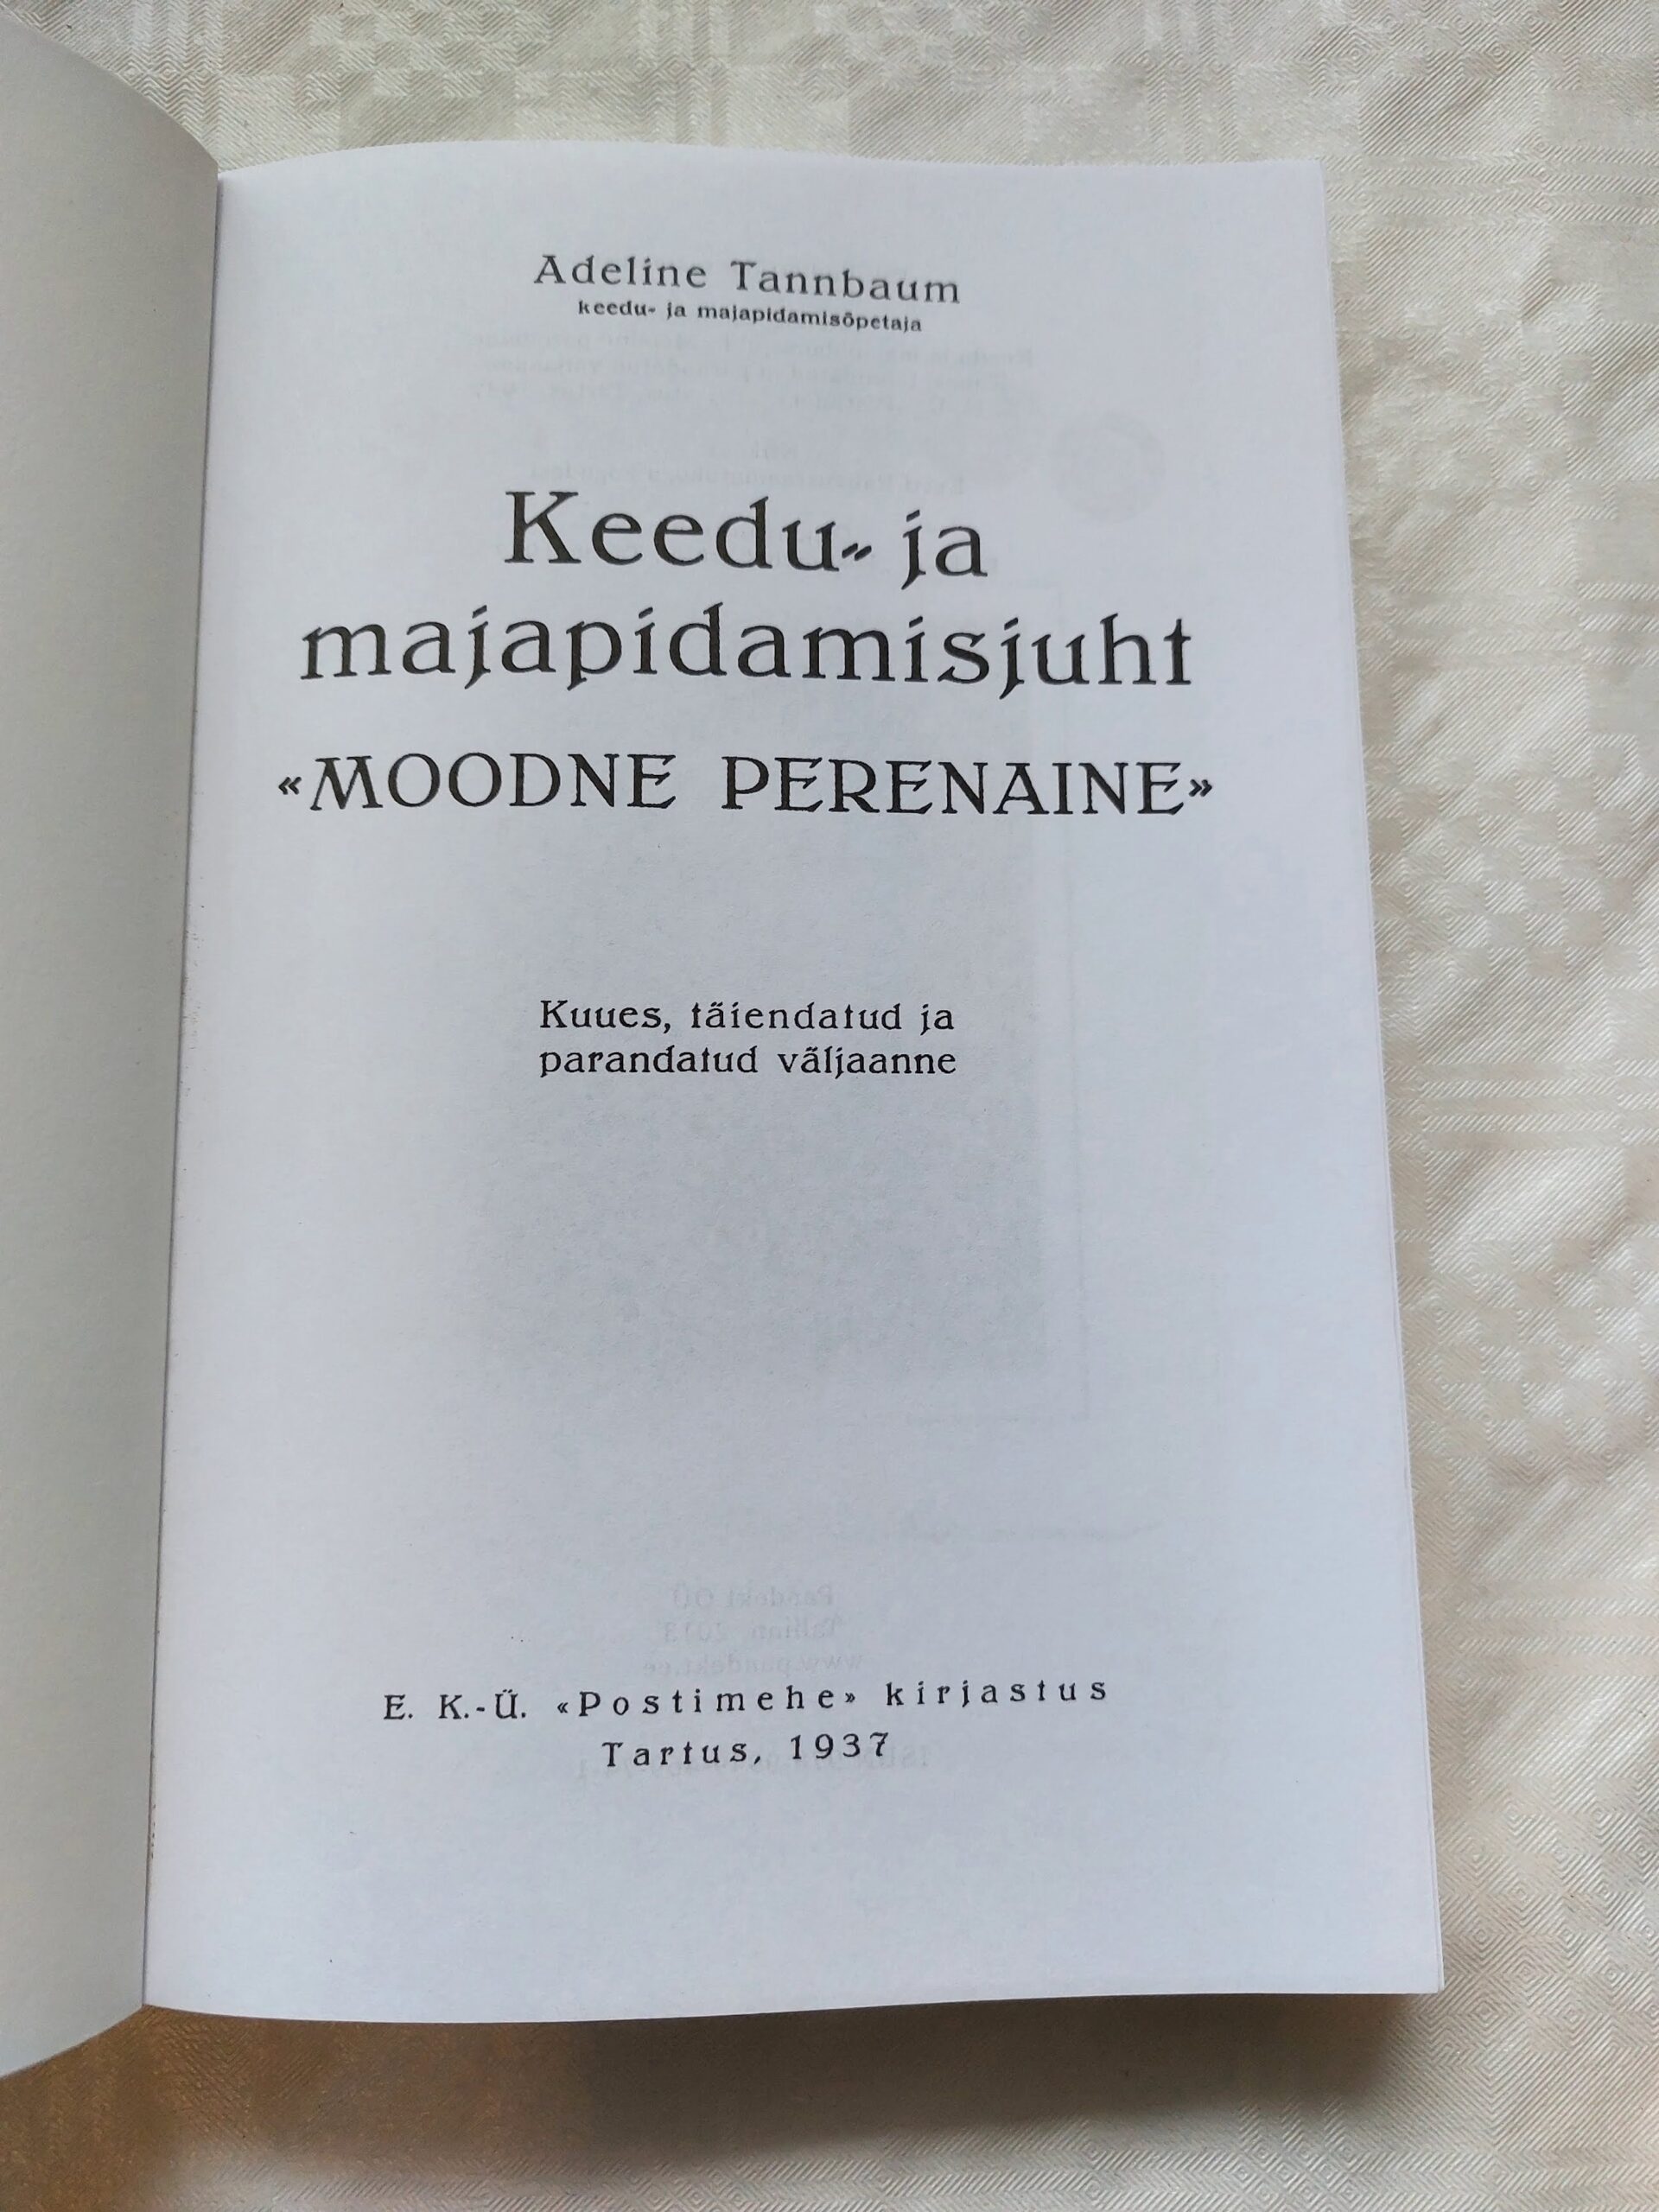 Adeline Tannbaum
keedu- ja majapidamisõpetaja
Keedu- ja
majapidamisjuht
«MOODNE PERENAINE»
Kuues, täiendatud ja
parandatud väljaanne
E. K.-Ü. «Postimehe» kirjastus
Tartus, 1937